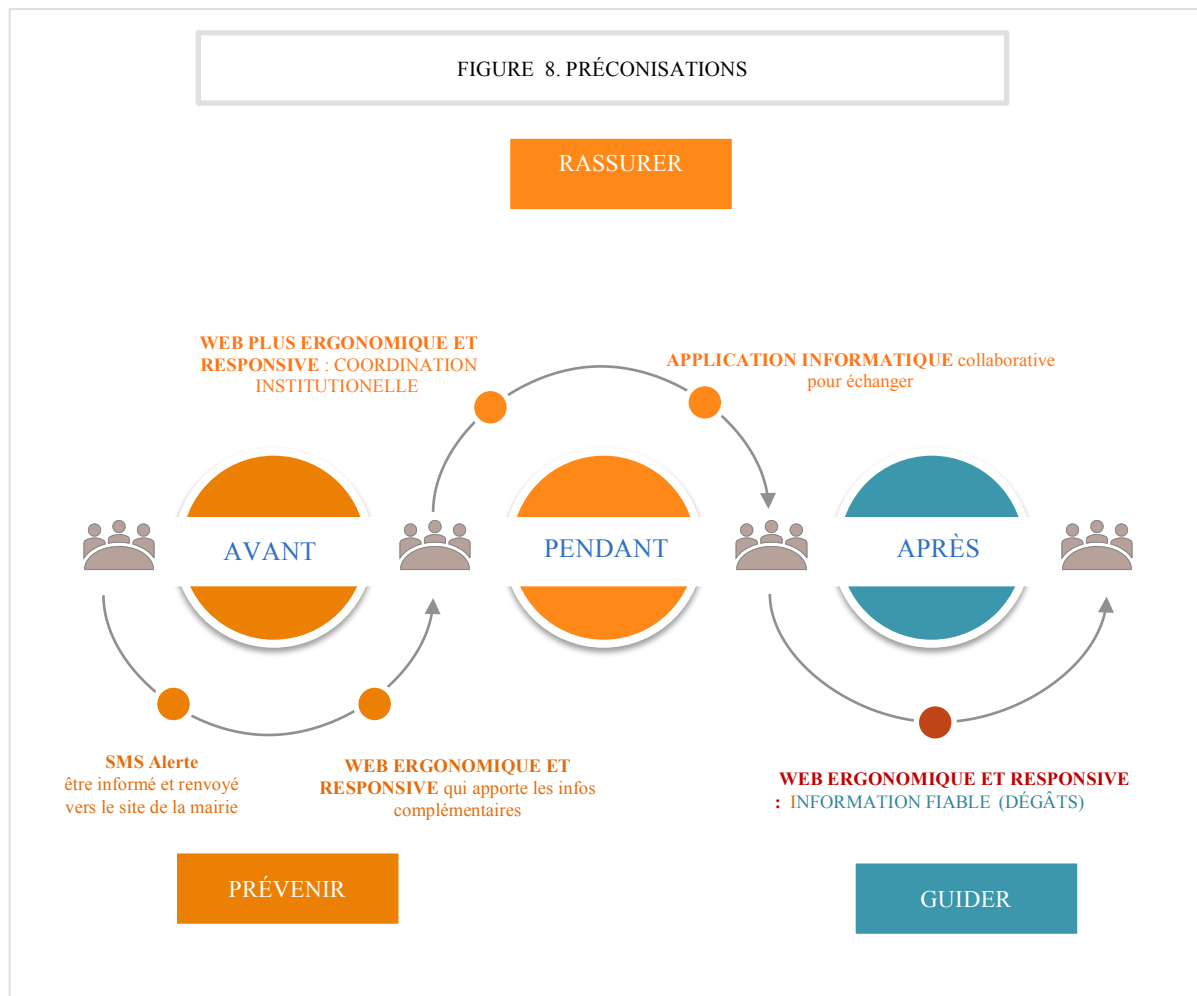 FIGURE 8. PRÉCONISATIONS
RASSURER
WEB PLUS ERGONOMIQUE ET
RESPONSIVE : COORDINATION
INSTITUTIONELLE
APPLICATION INFORMATIQUE collaborative
pour échanger
AVANT
PENDANT
APRÈS
SMS Alerte
être informé et renvoyé
vers le site de la mairie
WEB ERGONOMIQUE ET
RESPONSIVE qui apporte les infos
complémentaires
WEB ERGONOMIQUE ET RESPONSIVE
: INFORMATION FIABLE (DÉGÂTS)
PRÉVENIR
GUIDER